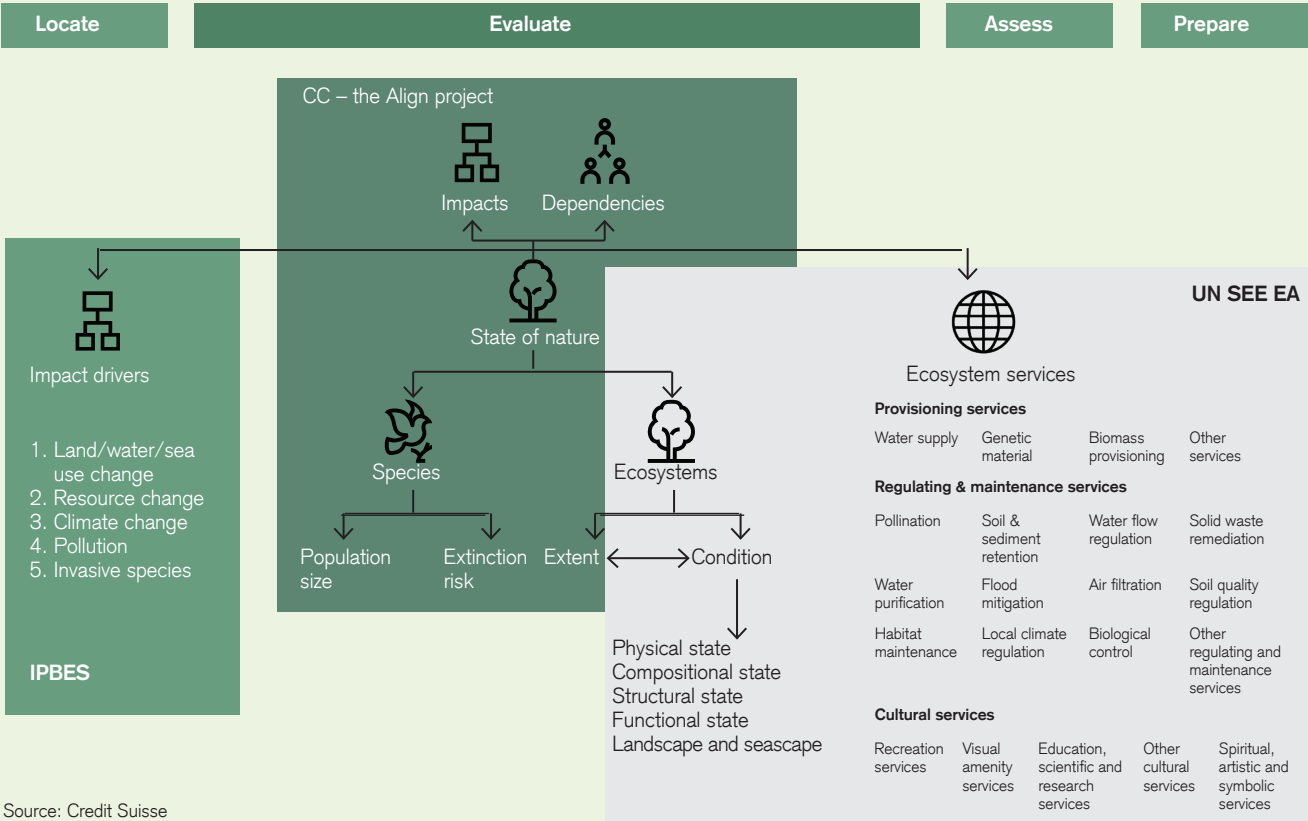 Locate
Evaluate
Assess
Prepare
CC – the Align project
Impacts
Dependencies
State of nature
Species
Ecosystems
Population
size
Extinction
risk
Extent
Condition
Physical state
Compositional state
Structural state
Functional state
Landscape and seascape
Impact drivers
1. Land/water/sea
use change
2. Resource change
3. Climate change
4. Pollution
5. Invasive species
IPBES
UN SEE EA
Ecosystem services
Provisioning services
Water supply
Genetic
material
Biomass
provisioning
Other
services
Regulating & maintenance services
Pollination
Soil &
sediment
retention
Water flow
regulation
Solid waste
remediation
Water
purification
Flood
mitigation
Air filtration
Soil quality
regulation
Habitat
maintenance
Local climate
regulation
Biological
control
Other
regulating and
maintenance
services
Cultural services
Recreation
services
Visual
amenity
services
Education,
scientific and
research
services
Other
cultural
services
Spiritual,
artistic and
symbolic
services
Source: Credit Suisse